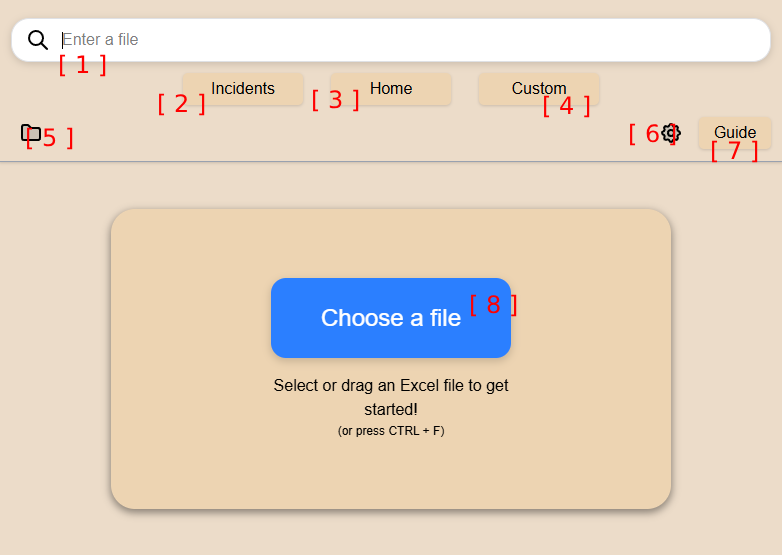 Enter a file
[ 1 ]
Incidents
Home
Custom
[ 2 ]
[ 3 ]
[ 4 ]
[ 5 ]
[ 6 ]
Guide
[ 7 ]
Choose a file
[ 8 ]
Select or drag an Excel file to get
started!
(or press CTRL + F)